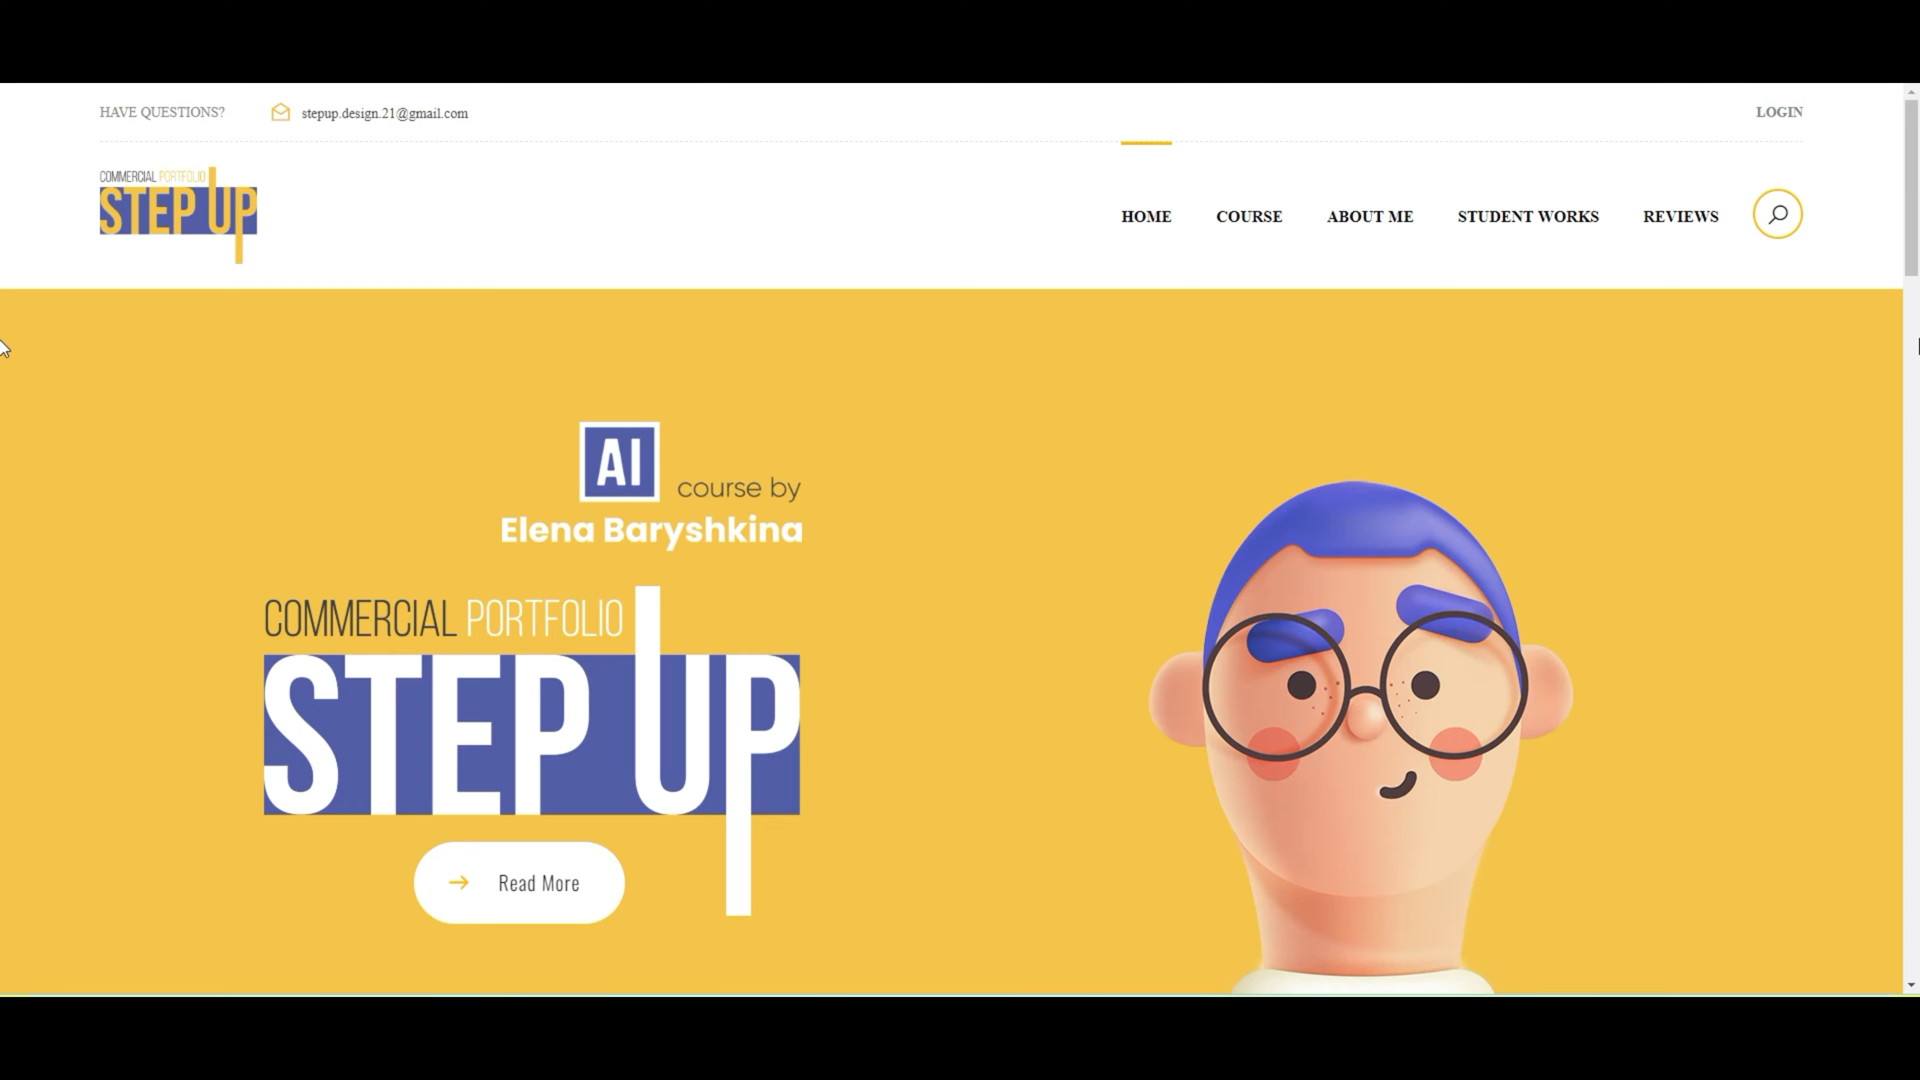 HAVE QUESTIONS? stepup.design.21@gmail.com LOGIN
COMMERCIAL PORTFOLIO
STEP UP
HOME COURSE ABOUT ME STUDENT WORKS REVIEWS
AI course by
Elena Baryshkina
COMMERCIAL PORTFOLIO
STEP UP
Read More